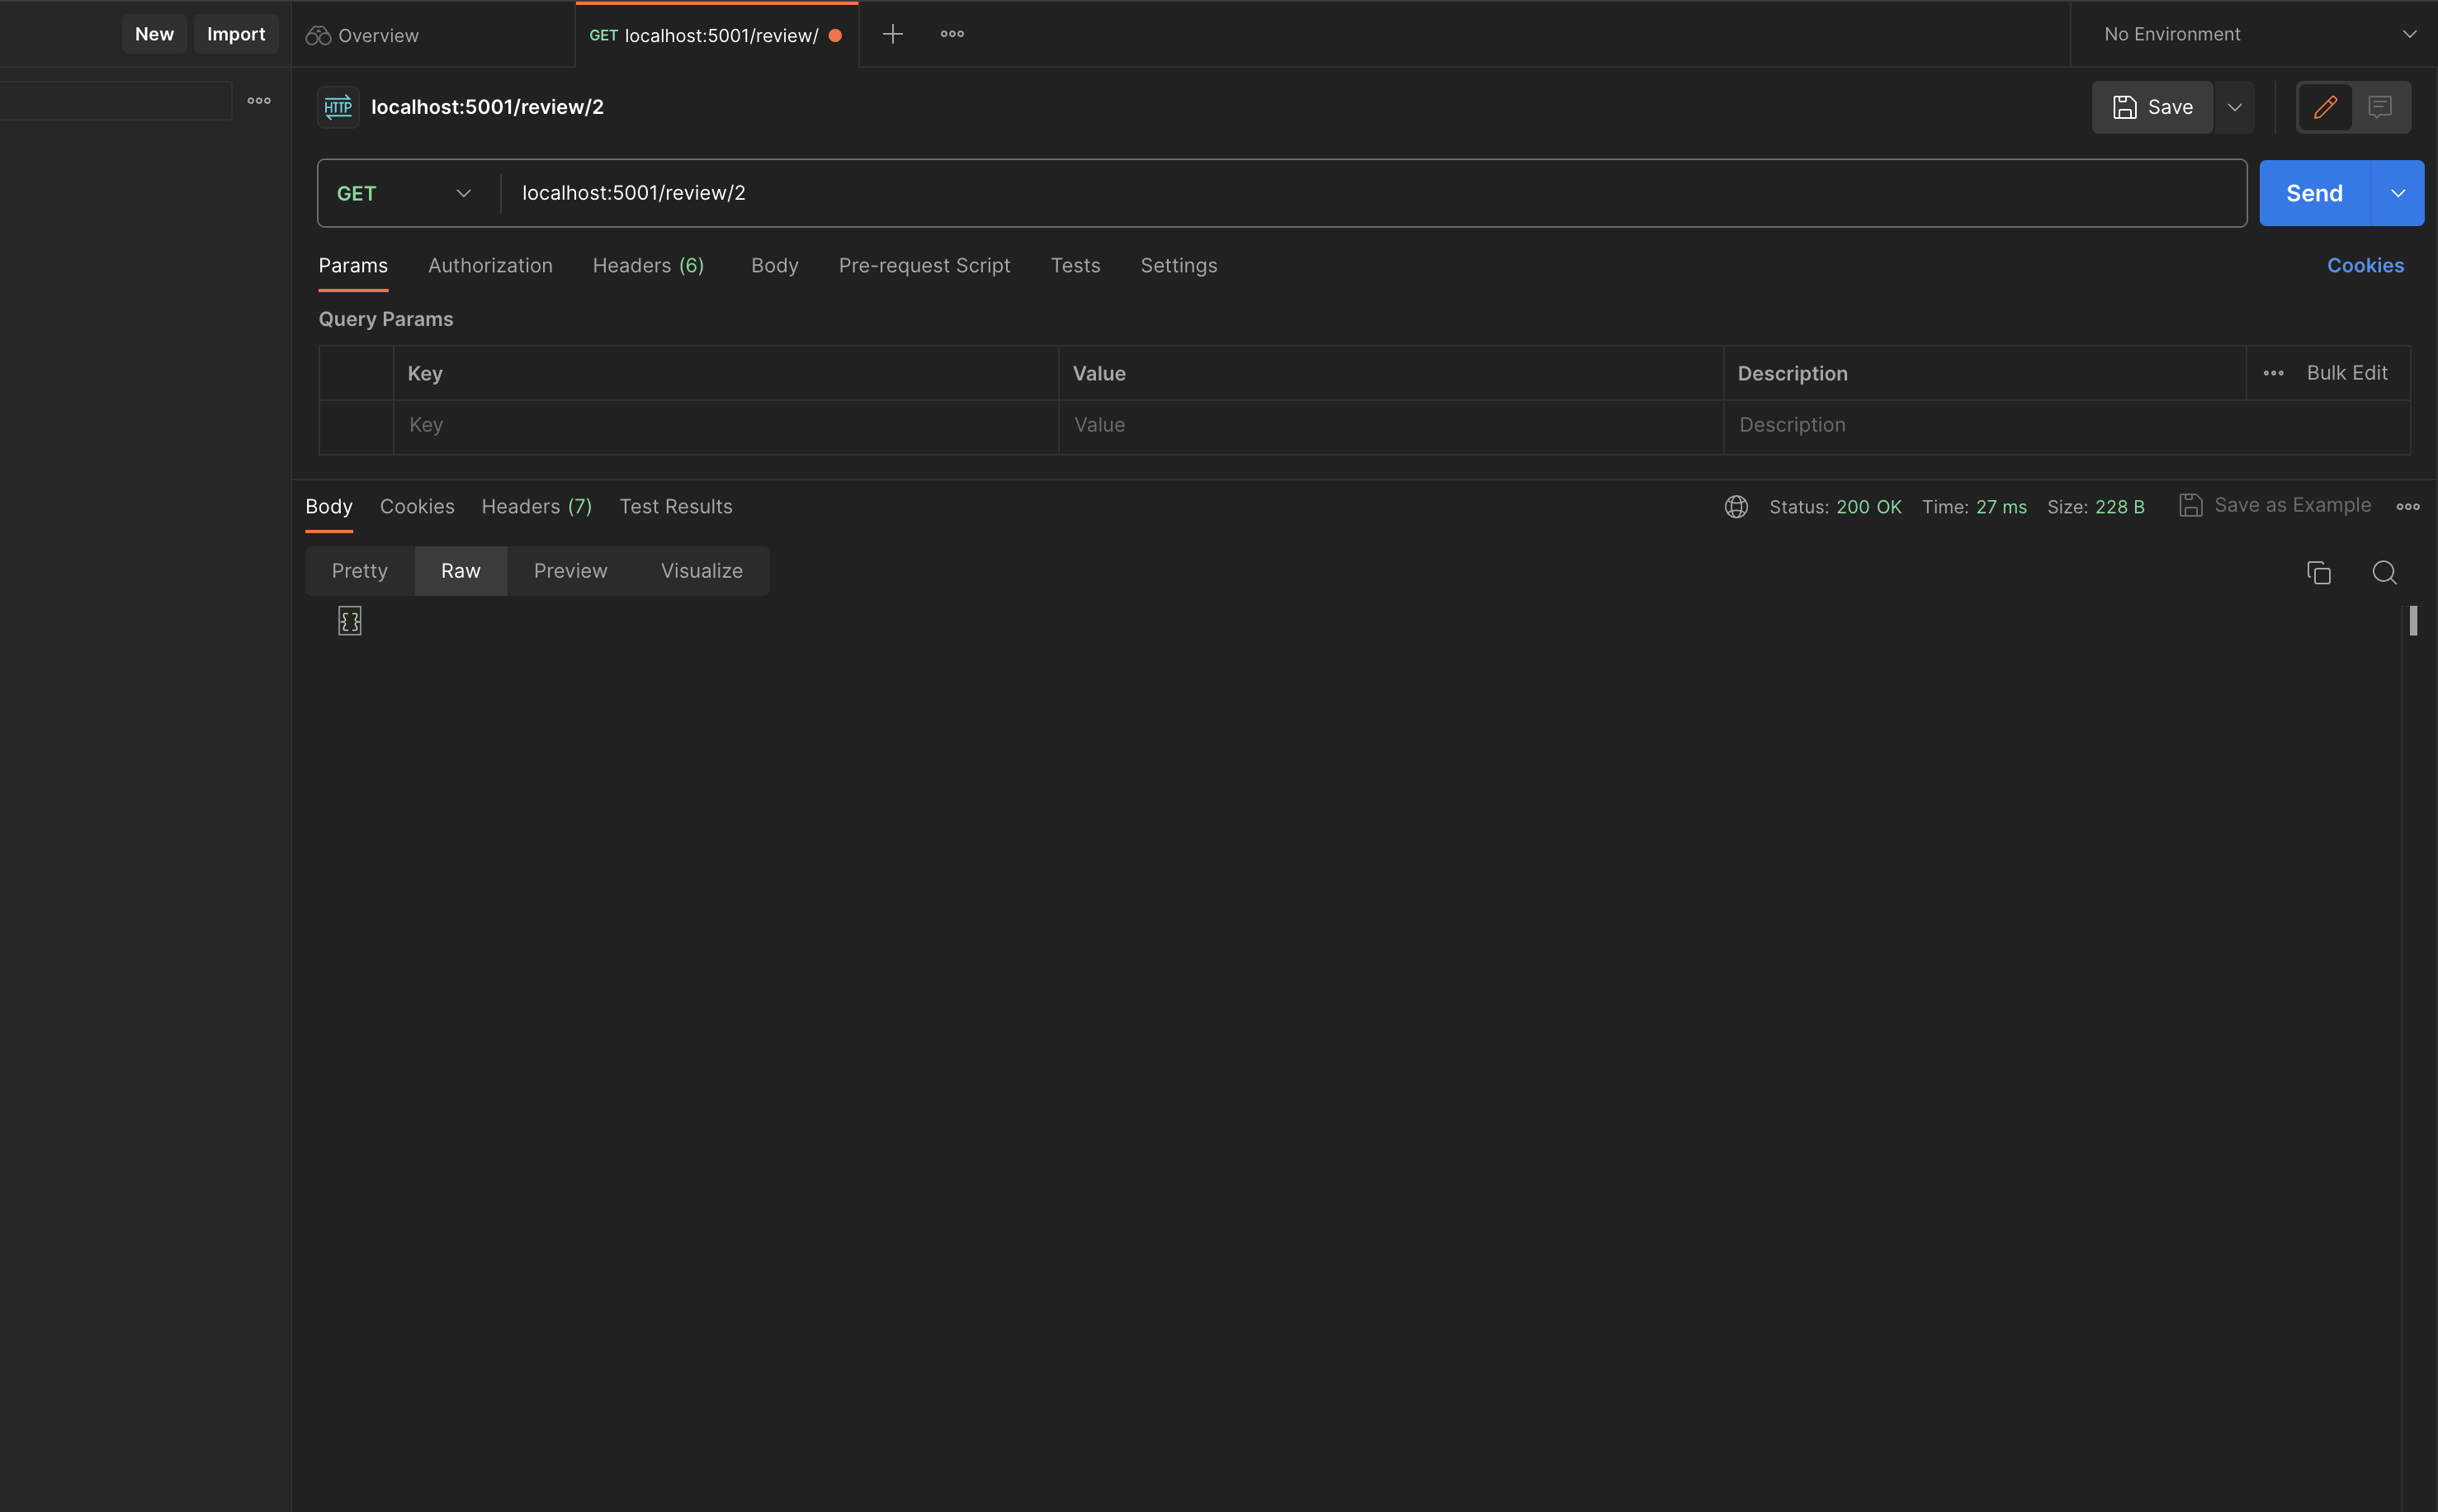 New Import Overview GET localhost:5001/review/ No Environment
HTTP localhost:5001/review/2 Save
GET localhost:5001/review/2 Send
Params Authorization Headers (6) Body Pre-request Script Tests Settings Cookies
Query Params
Key Value Description Bulk Edit
Key Value Description
Body Cookies Headers (7) Test Results Status: 200 OK Time: 27 ms Size: 228 B Save as Example
Pretty Raw Preview Visualize
{}